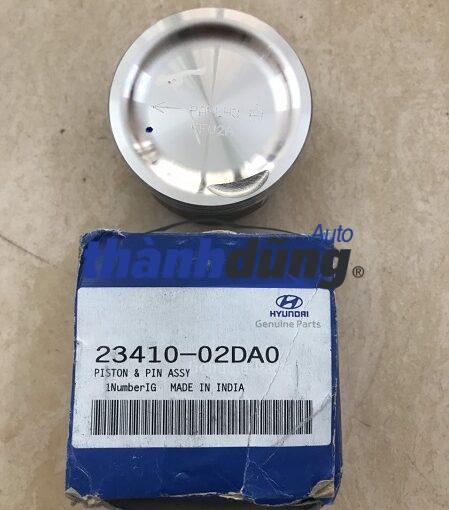 Auto
thànhdũng®
HYUNDAI
Genuine Parts
23410-02DA0
PISTON & PIN ASSY
1NumberIG MADE IN INDIA